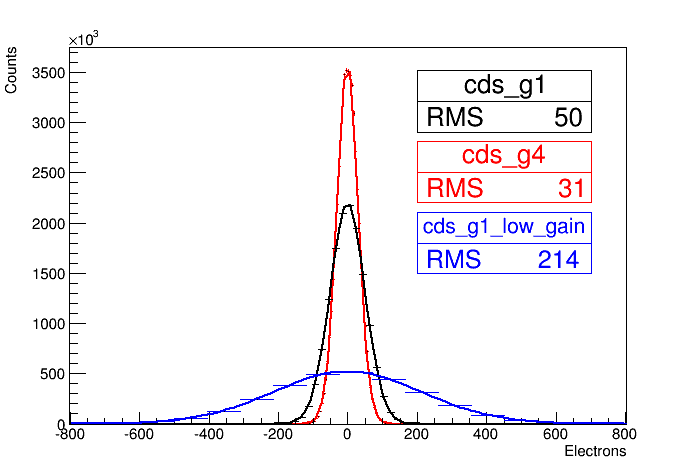 ×10³
Counts
3500
3000
2500
2000
1500
1000
500
0
-800 -600 -400 -200 0 200 400 600 800
Electrons
cds_g1
RMS 50
cds_g4
RMS 31
cds_g1_low_gain
RMS 214